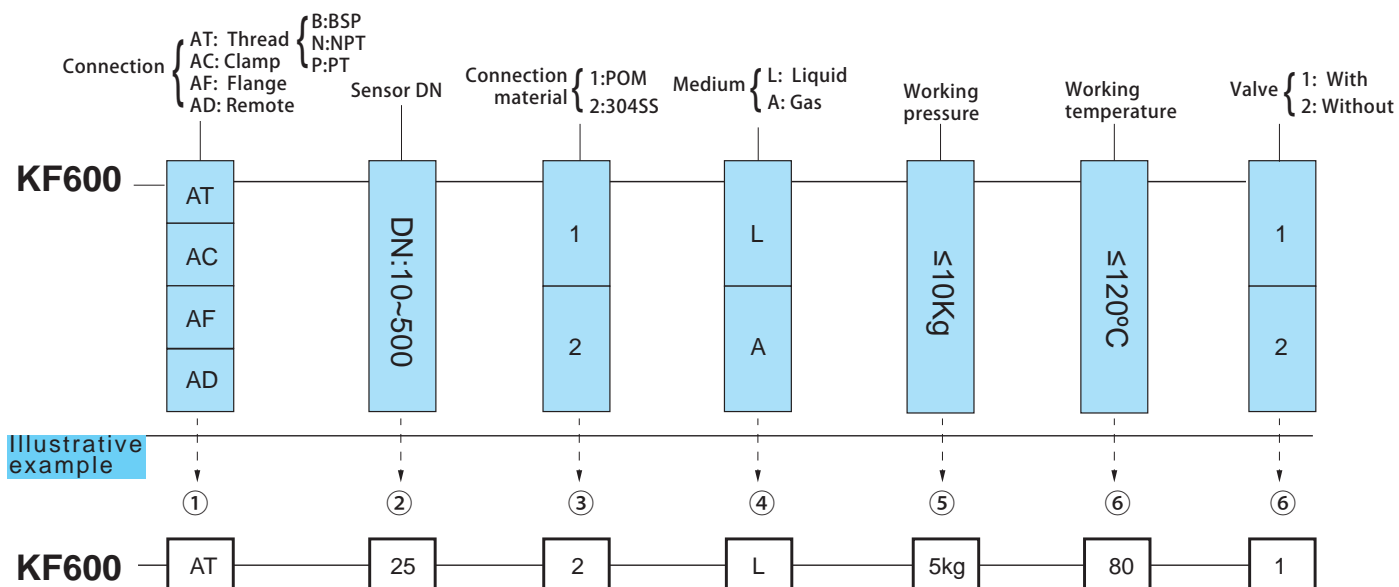 Connection
AT: Thread
AC: Clamp
AF: Flange
AD: Remote
B:BSP
N:NPT
P:PT
Sensor DN
Connection
material
1:POM
2:304SS
Medium
L: Liquid
A: Gas
Working
pressure
Working
temperature
Valve
1: With
2: Without
KF600
AT
AC
AF
AD
DN:10~500
1
2
L
A
≤10Kg
≤120ºC
1
2
Illustrative
example
① ② ③ ④ ⑤ ⑥ ⑥
KF600 AT 25 2 L 5kg 80 1